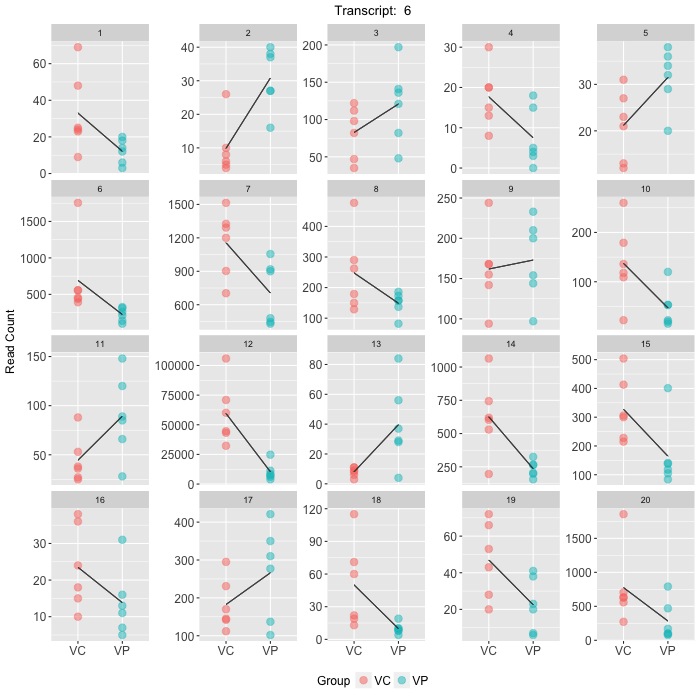 Transcript: 6
1 2 3 4 5
60 40 20 0
40 30 20 10
200 150 100 50
30 20 10 0
30 20
6 7 8 9 10
1500 1000 500
1500 1200 900 600
400 300 200 100
250 200 150 100
200 100
Read Count
11 12 13 14 15
150 100 50
100000 75000 50000 25000 0
80 60 40 20 0
1000 750 500 250
500 400 300 200 100
16 17 18 19 20
30 20 10
400 300 200 100
120 90 60 30 0
60 40 20
1500 1000 500 0
VC VP VC VP VC VP VC VP VC VP
Group VC VP